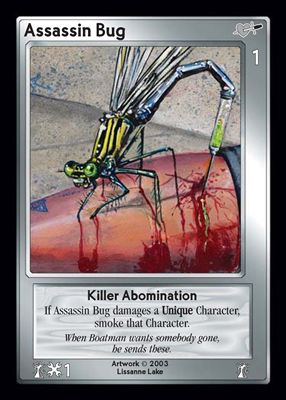 Assassin Bug
1
Killer Abomination
If Assassin Bug damages a Unique Character,
smoke that Character.
When Boatman wants somebody gone,
he sends these.
1
Artwork © 2003
Lissanne Lake